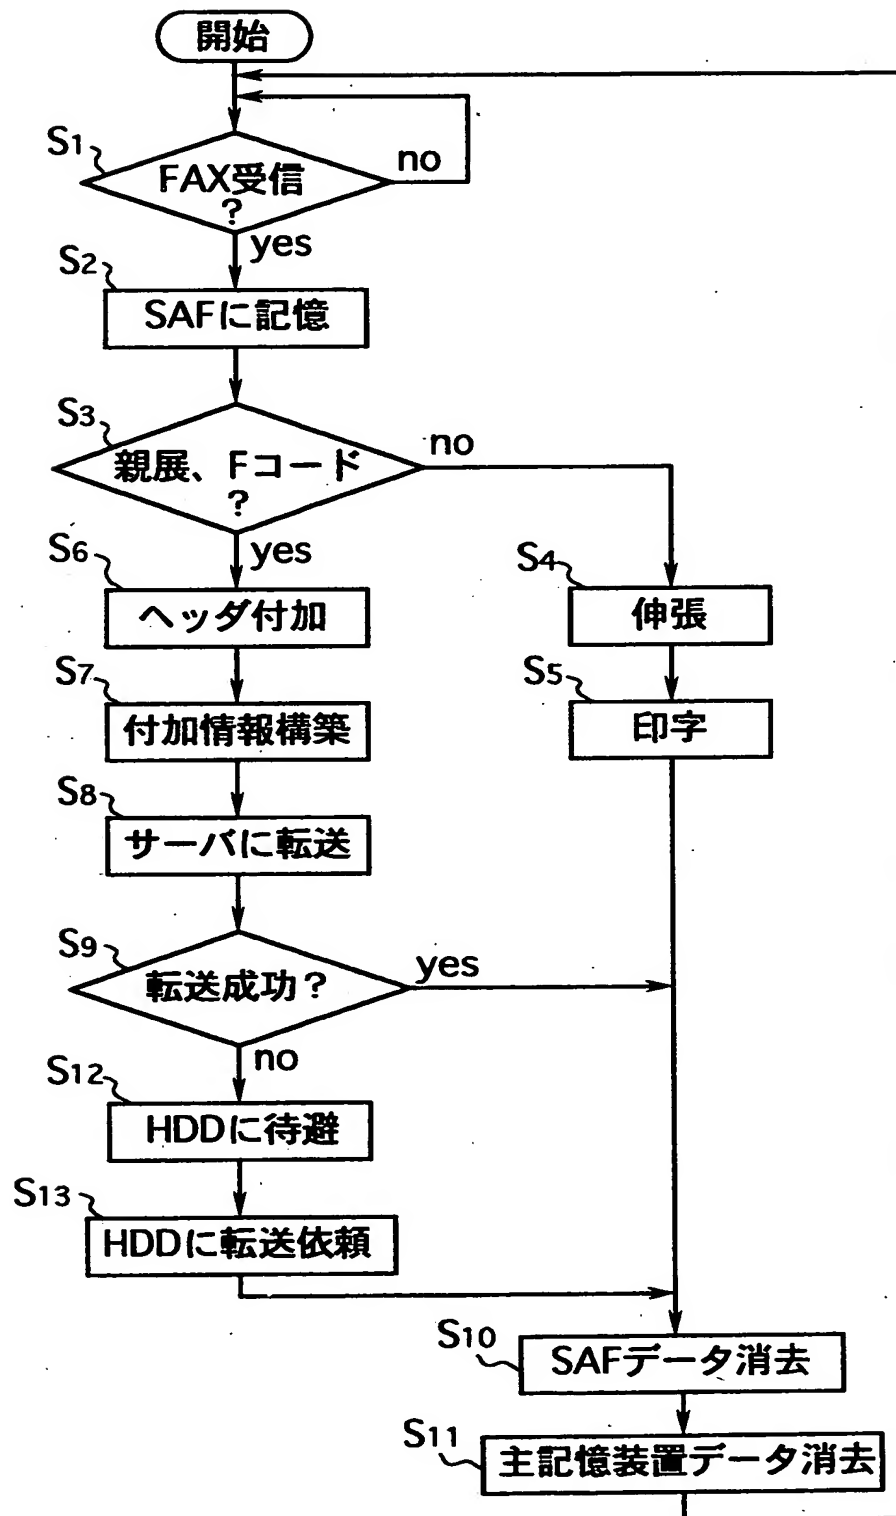 開始
S1
FAX受信
?
no
yes
S2
SAFに記憶
S3
親展、Fコード
?
no
yes
S6
ヘッダ付加
S4
伸張
S7
付加情報構築
S5
印字
S8
サーバに転送
S9
転送成功?
yes
no
S12
HDDに待避
S13
HDDに転送依頼
S10
SAFデータ消去
S11
主記憶装置データ消去